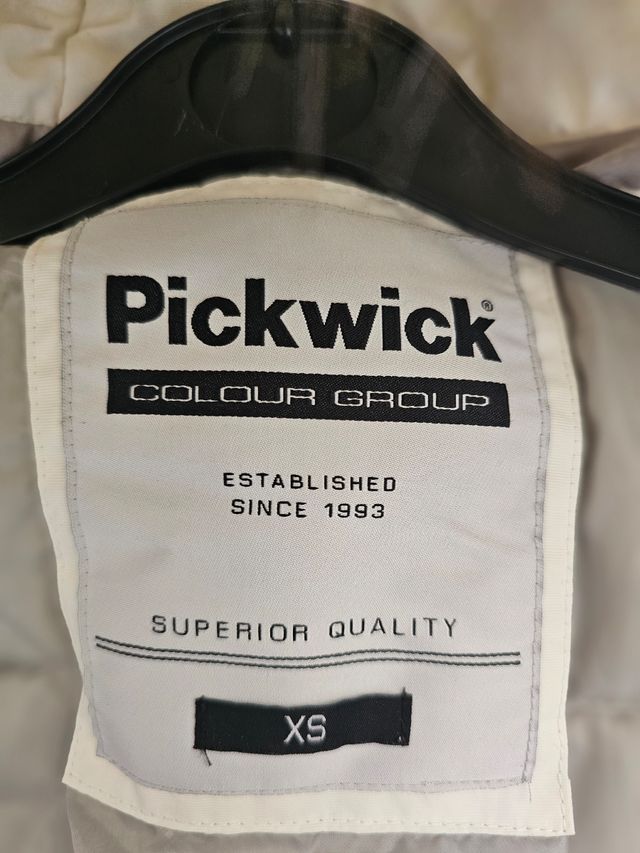 Pickwick®
COLOUR GROUP
ESTABLISHED
SINCE 1993
SUPERIOR QUALITY
XS